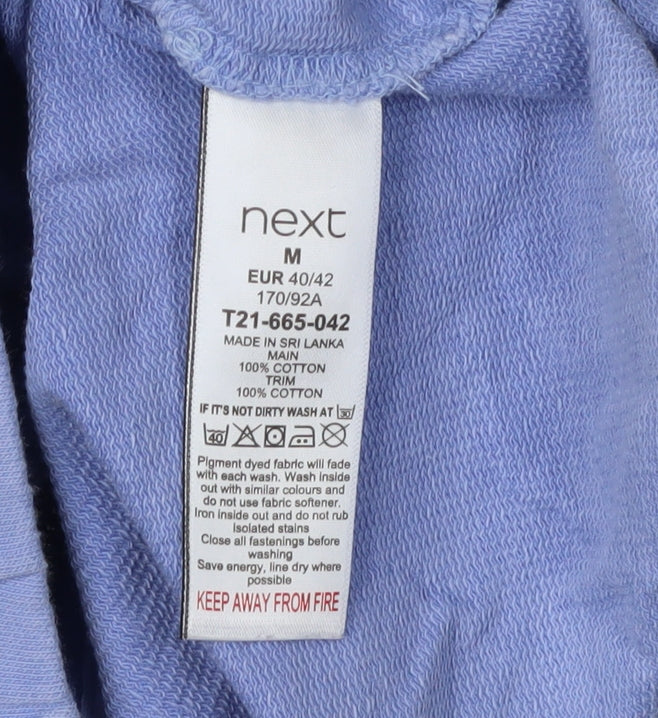 next
M
EUR 40/42
170/92A
T21-665-042
MADE IN SRI LANKA
MAIN
100% COTTON
TRIM
100% COTTON
IF IT'S NOT DIRTY WASH AT 30
40
Pigment dyed fabric will fade
with each wash. Wash inside
out with similar colours and
do not use fabric softener.
Iron inside out and do not rub
isolated stains
Close all fastenings before
washing
Save energy, line dry where
possible
KEEP AWAY FROM FIRE